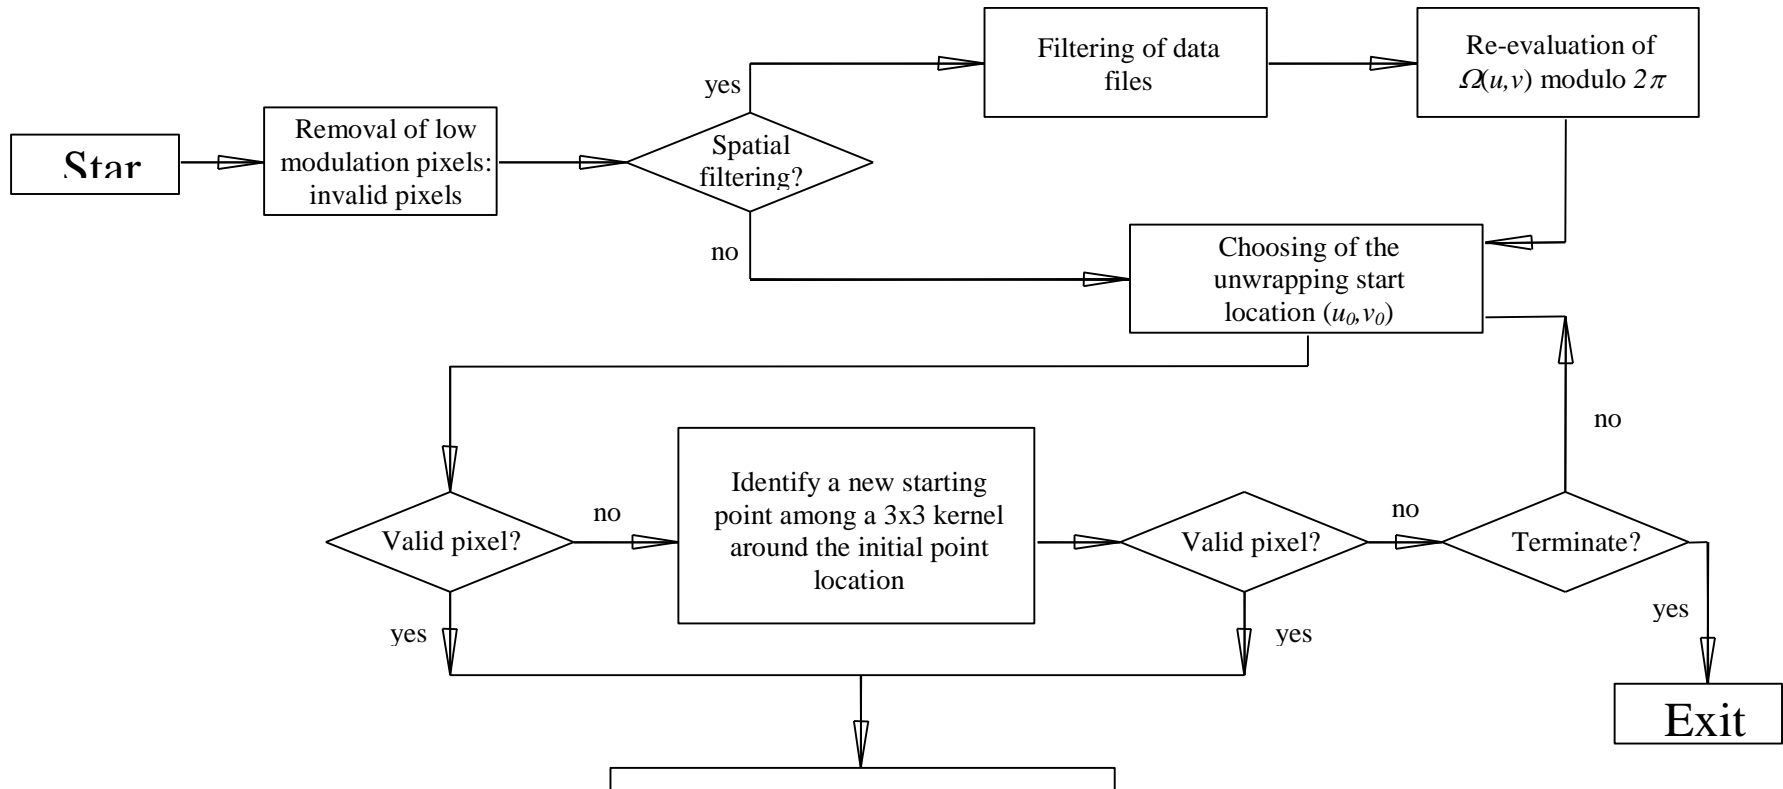 Filtering of data
files
Re-evaluation of
Ω(u,v) modulo 2π
yes
Star
Removal of low
modulation pixels:
invalid pixels
Spatial
filtering?
no
Choosing of the
unwrapping start
location (u0,v0)
no
Valid pixel?
no
Identify a new starting
point among a 3x3 kernel
around the initial point
location
Valid pixel?
no
Terminate?
yes
yes
yes
Exit